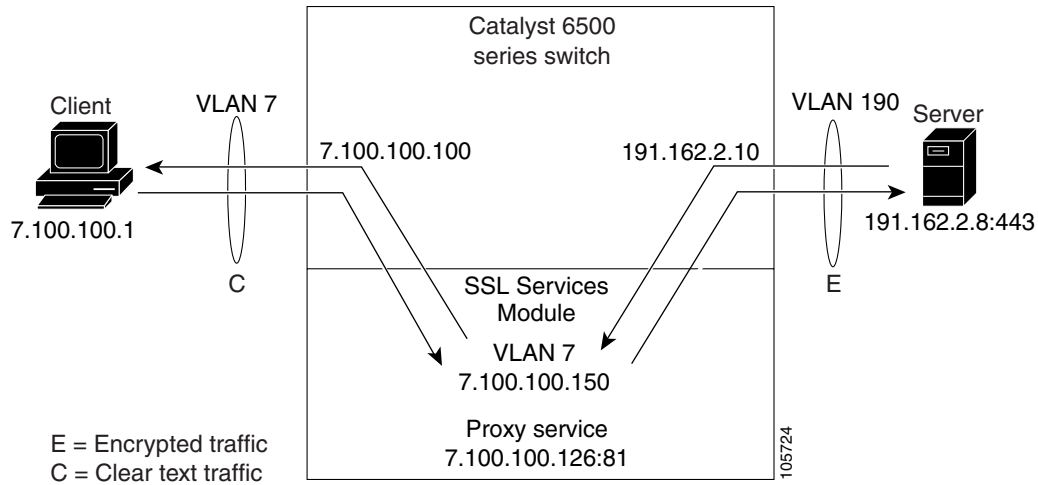 Catalyst 6500
series switch
Client
VLAN 7
VLAN 190
Server
7.100.100.100
191.162.2.10
7.100.100.1
191.162.2.8:443
C
E
SSL Services
Module
VLAN 7
7.100.100.150
Proxy service
7.100.100.126:81
E = Encrypted traffic
C = Clear text traffic
105724